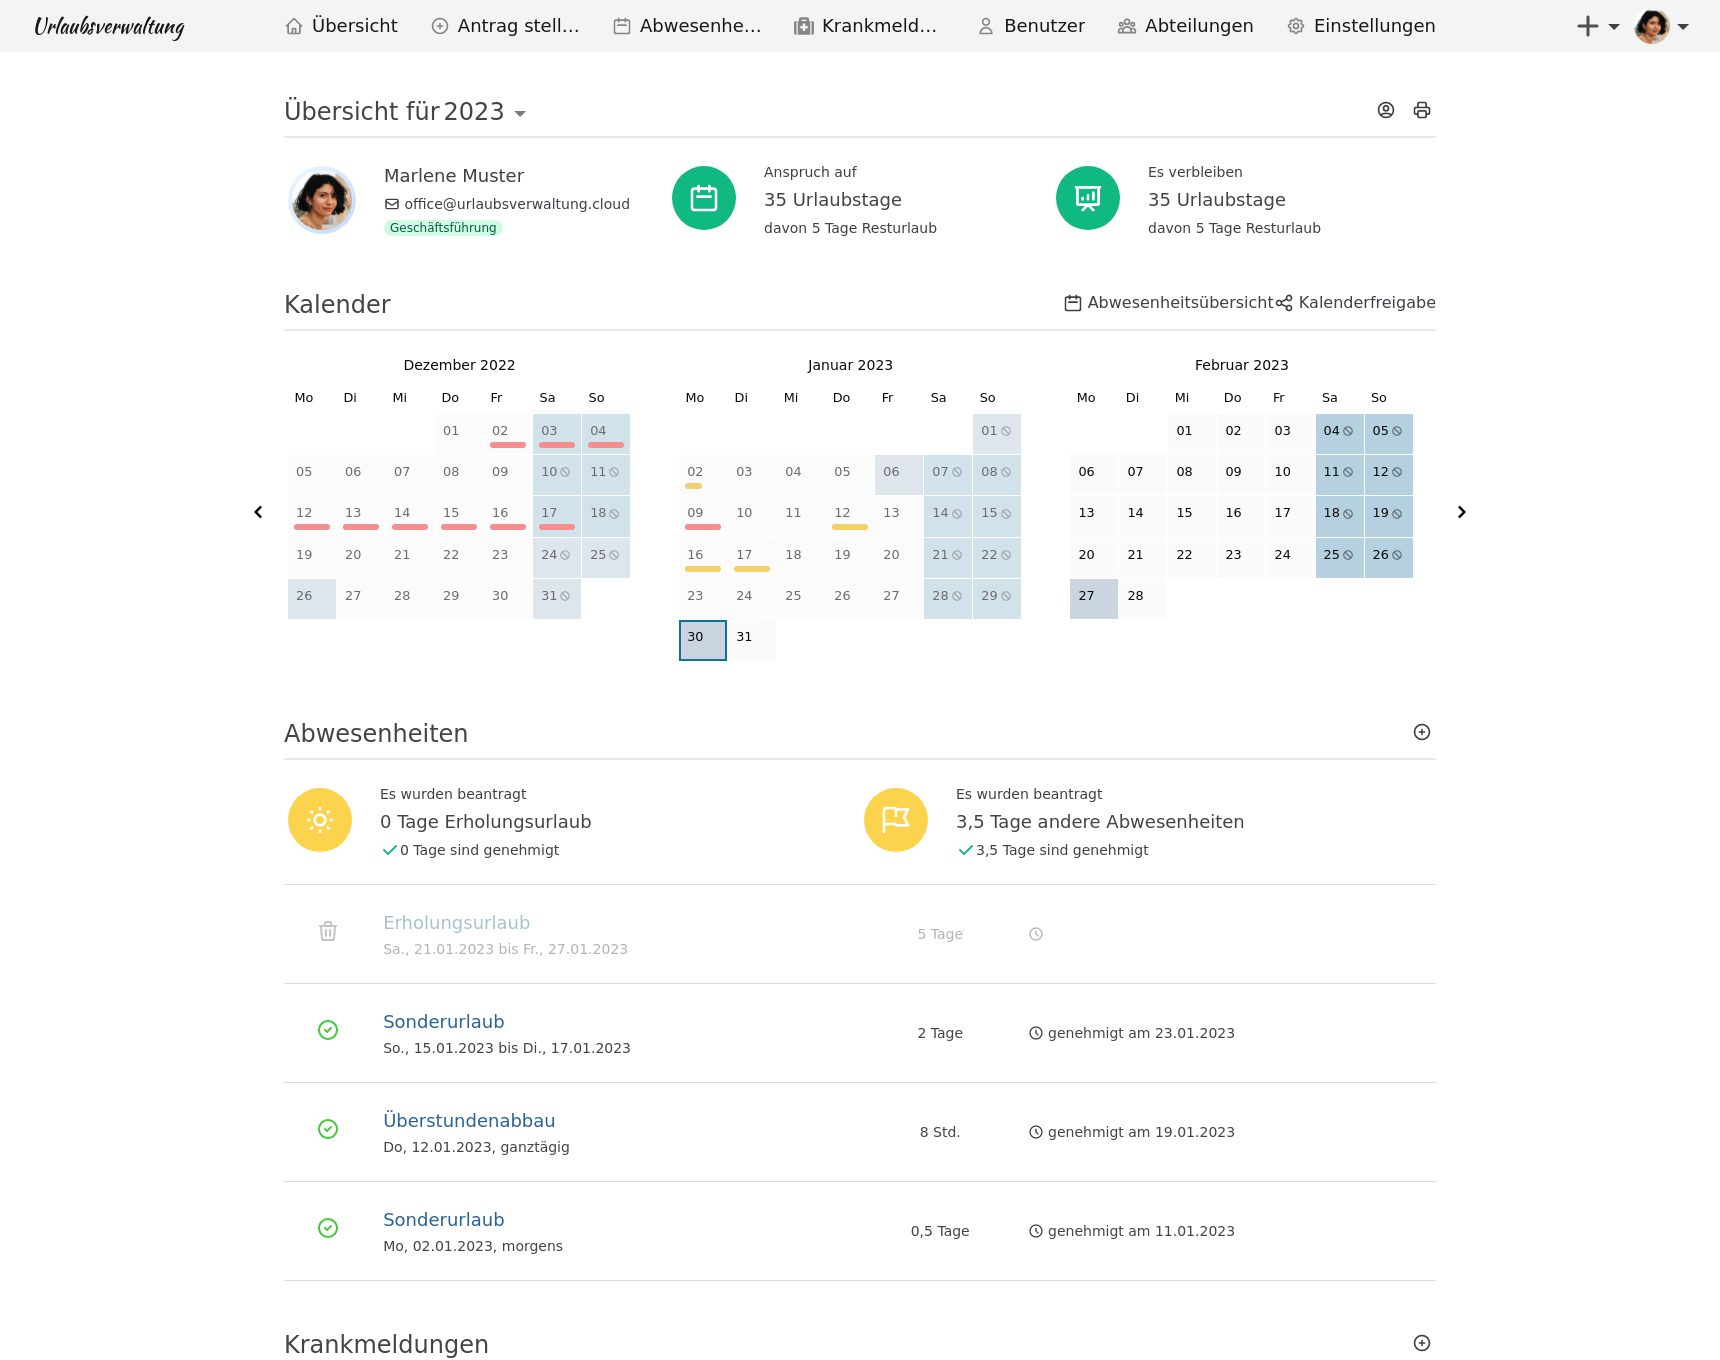 Urlaubsverwaltung
Übersicht
Antrag stell…
Abwesenhe…
Krankmeld…
Benutzer
Abteilungen
Einstellungen
Übersicht für 2023
Marlene Muster
office@urlaubsverwaltung.cloud
Geschäftsführung
Anspruch auf
35 Urlaubstage
davon 5 Tage Resturlaub
Es verbleiben
35 Urlaubstage
davon 5 Tage Resturlaub
Kalender
Abwesenheitsübersicht
Kalenderfreigabe
Dezember 2022
Mo Di Mi Do Fr Sa So
01 02 03 04
05 06 07 08 09 10 11
12 13 14 15 16 17 18
19 20 21 22 23 24 25
26 27 28 29 30 31
Januar 2023
Mo Di Mi Do Fr Sa So
01
02 03 04 05 06 07 08
09 10 11 12 13 14 15
16 17 18 19 20 21 22
23 24 25 26 27 28 29
30 31
Februar 2023
Mo Di Mi Do Fr Sa So
01 02 03 04 05
06 07 08 09 10 11 12
13 14 15 16 17 18 19
20 21 22 23 24 25 26
27 28
Abwesenheiten
Es wurden beantragt
0 Tage Erholungsurlaub
0 Tage sind genehmigt
Es wurden beantragt
3,5 Tage andere Abwesenheiten
3,5 Tage sind genehmigt
Erholungsurlaub
Sa., 21.01.2023 bis Fr., 27.01.2023
5 Tage
Sonderurlaub
So., 15.01.2023 bis Di., 17.01.2023
2 Tage
genehmigt am 23.01.2023
Überstundenabbau
Do, 12.01.2023, ganztägig
8 Std.
genehmigt am 19.01.2023
Sonderurlaub
Mo, 02.01.2023, morgens
0,5 Tage
genehmigt am 11.01.2023
Krankmeldungen